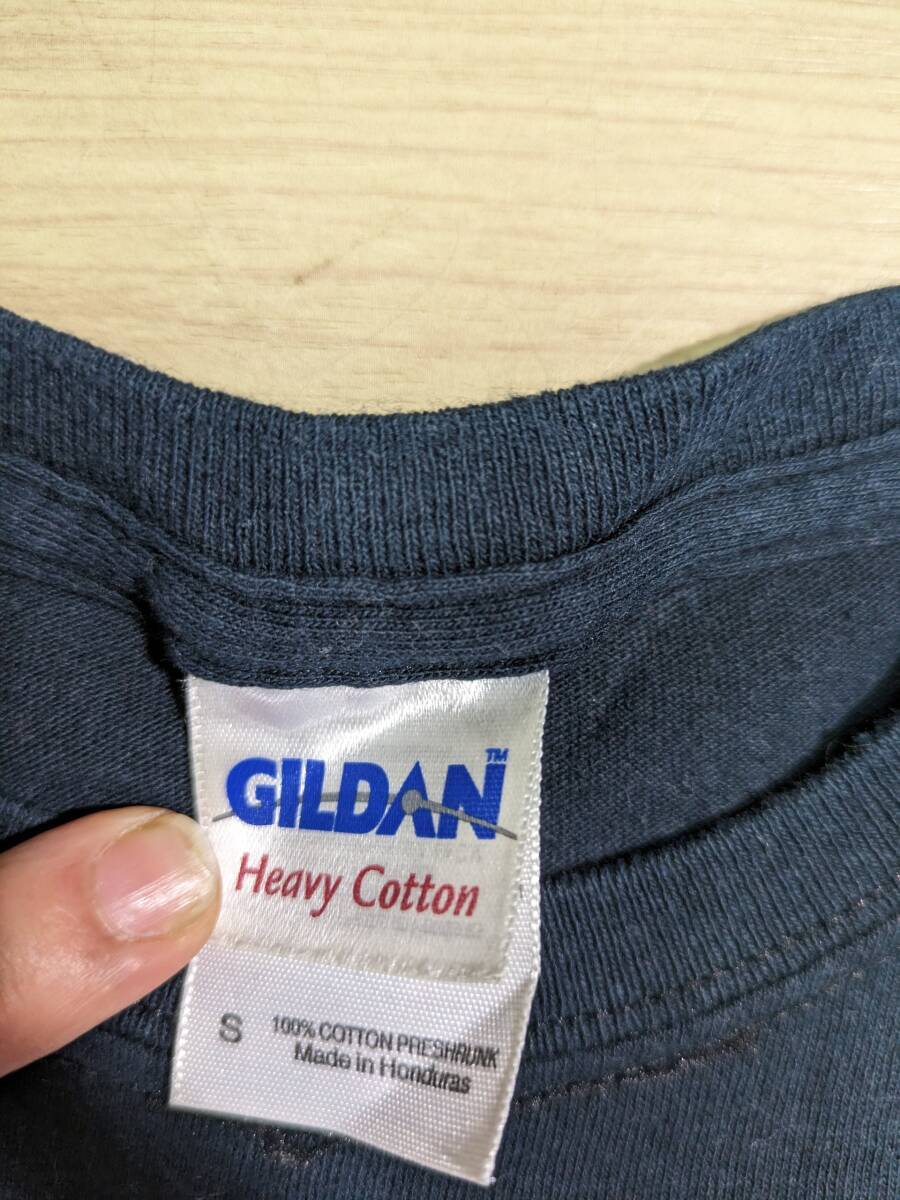 GILDAN™
Heavy Cotton
S 100% COTTON PRESHRUNK
Made in Honduras